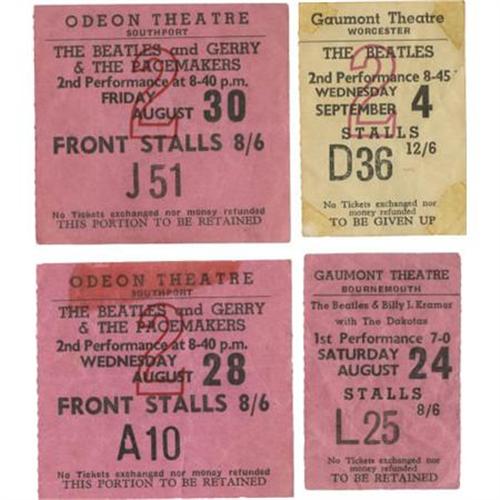 ODEON THEATRE
SOUTHPORT
THE BEATLES and GERRY
& THE PACEMAKERS
2nd Performance at 8-40 p.m.
FRIDAY
AUGUST 30
2
FRONT STALLS 8/6
J51
No Tickets exchanged nor money refunded
THIS PORTION TO BE RETAINED
Gaumont Theatre
WORCESTER
THE BEATLES
2nd Performance 8-45
WEDNESDAY
SEPTEMBER 4
2
STALLS
12/6
D36
No Tickets exchanged nor
money refunded
TO BE GIVEN UP
ODEON THEATRE
SOUTHPORT
THE BEATLES and GERRY
& THE PACEMAKERS
2nd Performance at 8-40 p.m.
WEDNESDAY
AUGUST 28
2
FRONT STALLS 8/6
A10
No Tickets exchanged nor money refunded
THIS PORTION TO BE RETAINED
GAUMONT THEATRE
BOURNEMOUTH
The Beatles & Billy J. Kramer
with The Dakotas
1st Performance 7-0
SATURDAY
AUGUST 24
STALLS
8/6
L25
No Tickets exchanged nor
money refunded
TO BE RETAINED